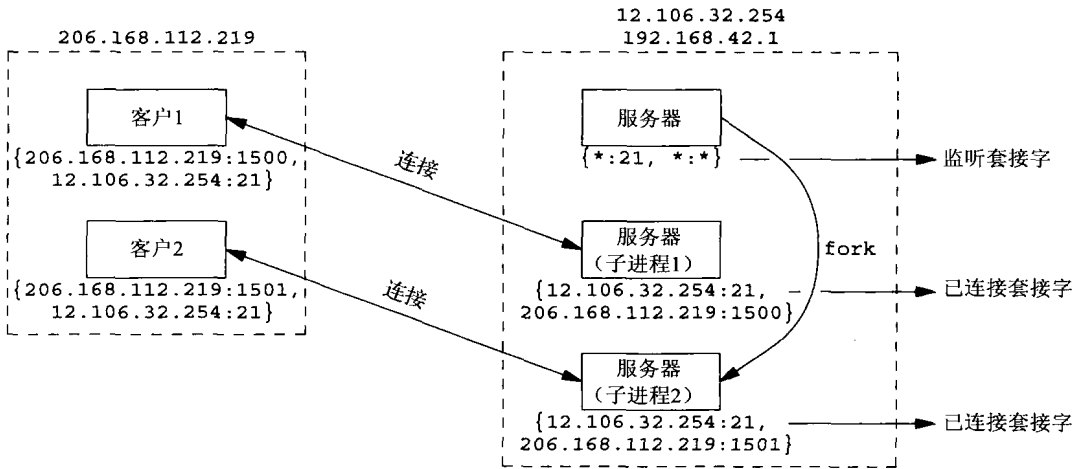 206.168.112.219
客户1
{206.168.112.219:1500,
12.106.32.254:21}
客户2
{206.168.112.219:1501,
12.106.32.254:21}
连接
连接
12.106.32.254
192.168.42.1
服务器
{*:21, *:*}
监听套接字
fork
服务器
(子进程1)
{12.106.32.254:21,
206.168.112.219:1500}
已连接套接字
服务器
(子进程2)
{12.106.32.254:21,
206.168.112.219:1501}
已连接套接字